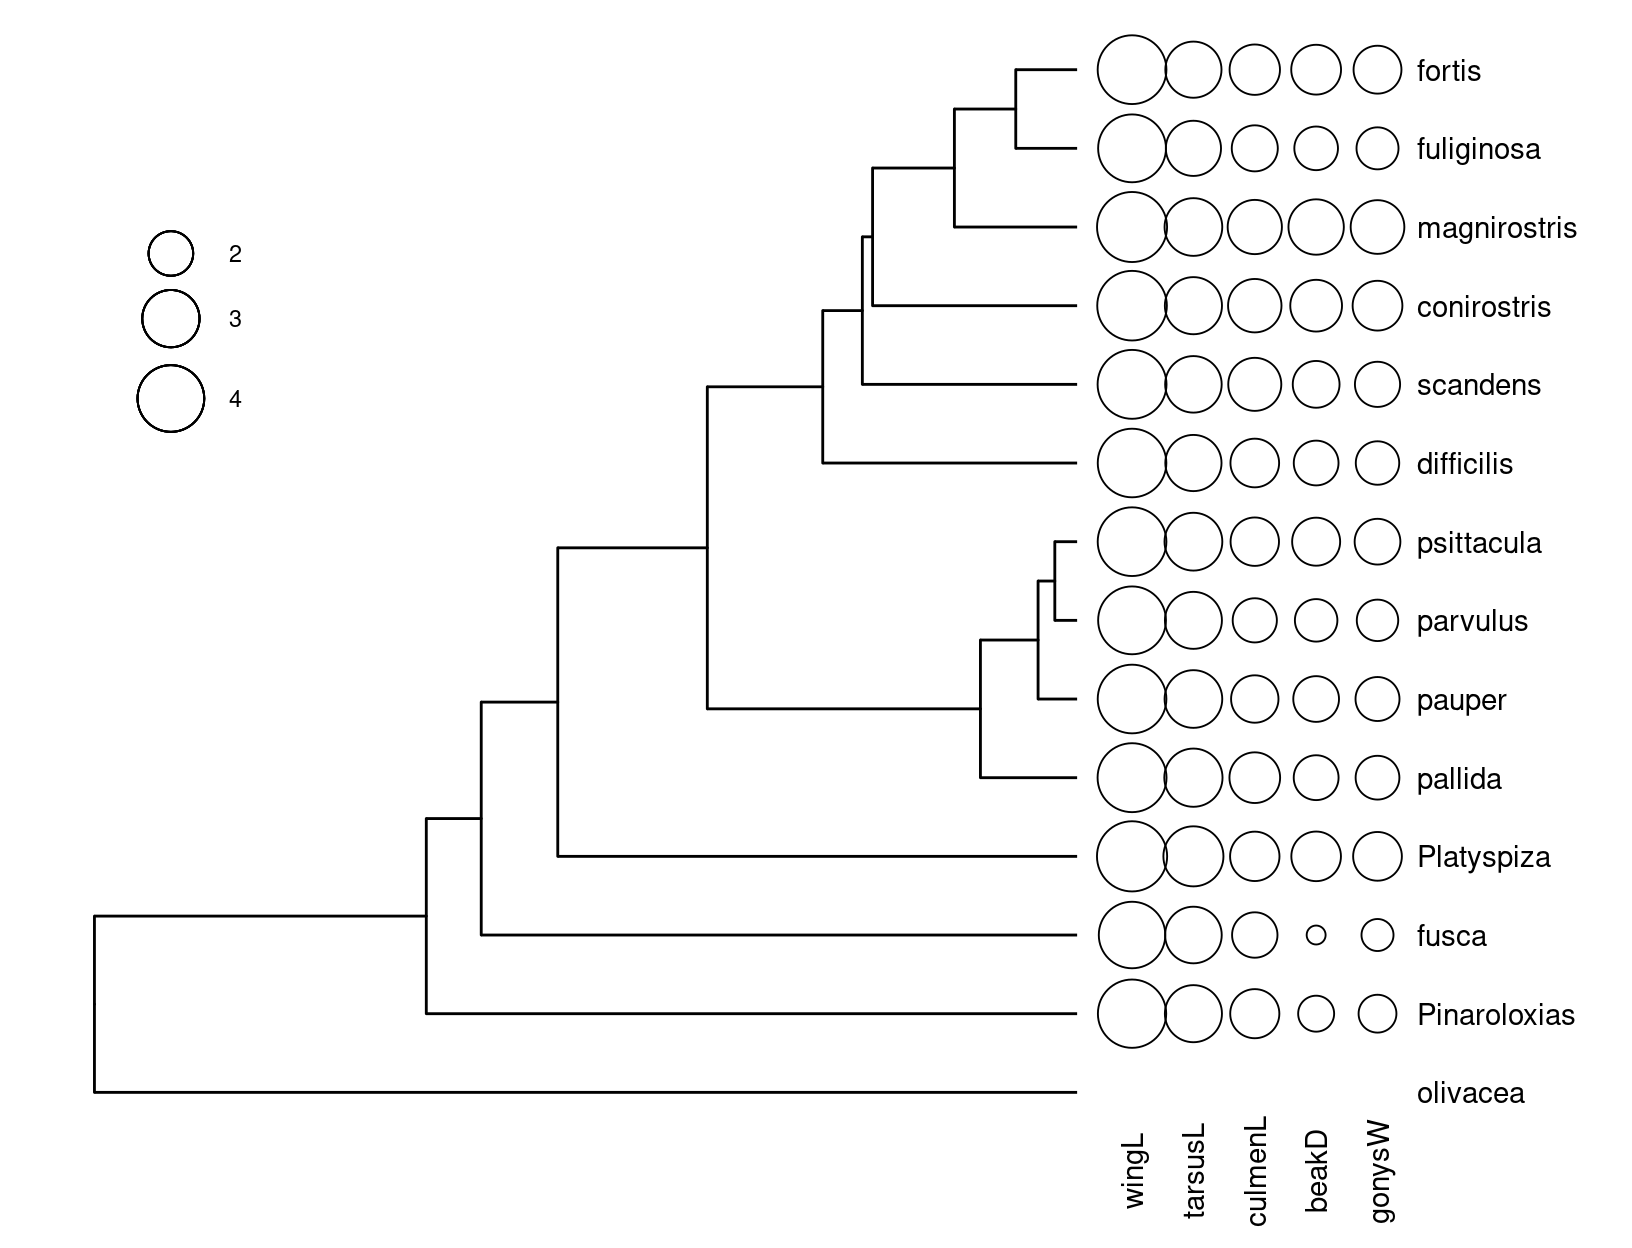 fortis
fuliginosa
magnirostris
conirostris
scandens
difficilis
psittacula
parvulus
pauper
pallida
Platyspiza
fusca
Pinaroloxias
olivacea
2
3
4
wingL
tarsusL
culmenL
beakD
gonysW